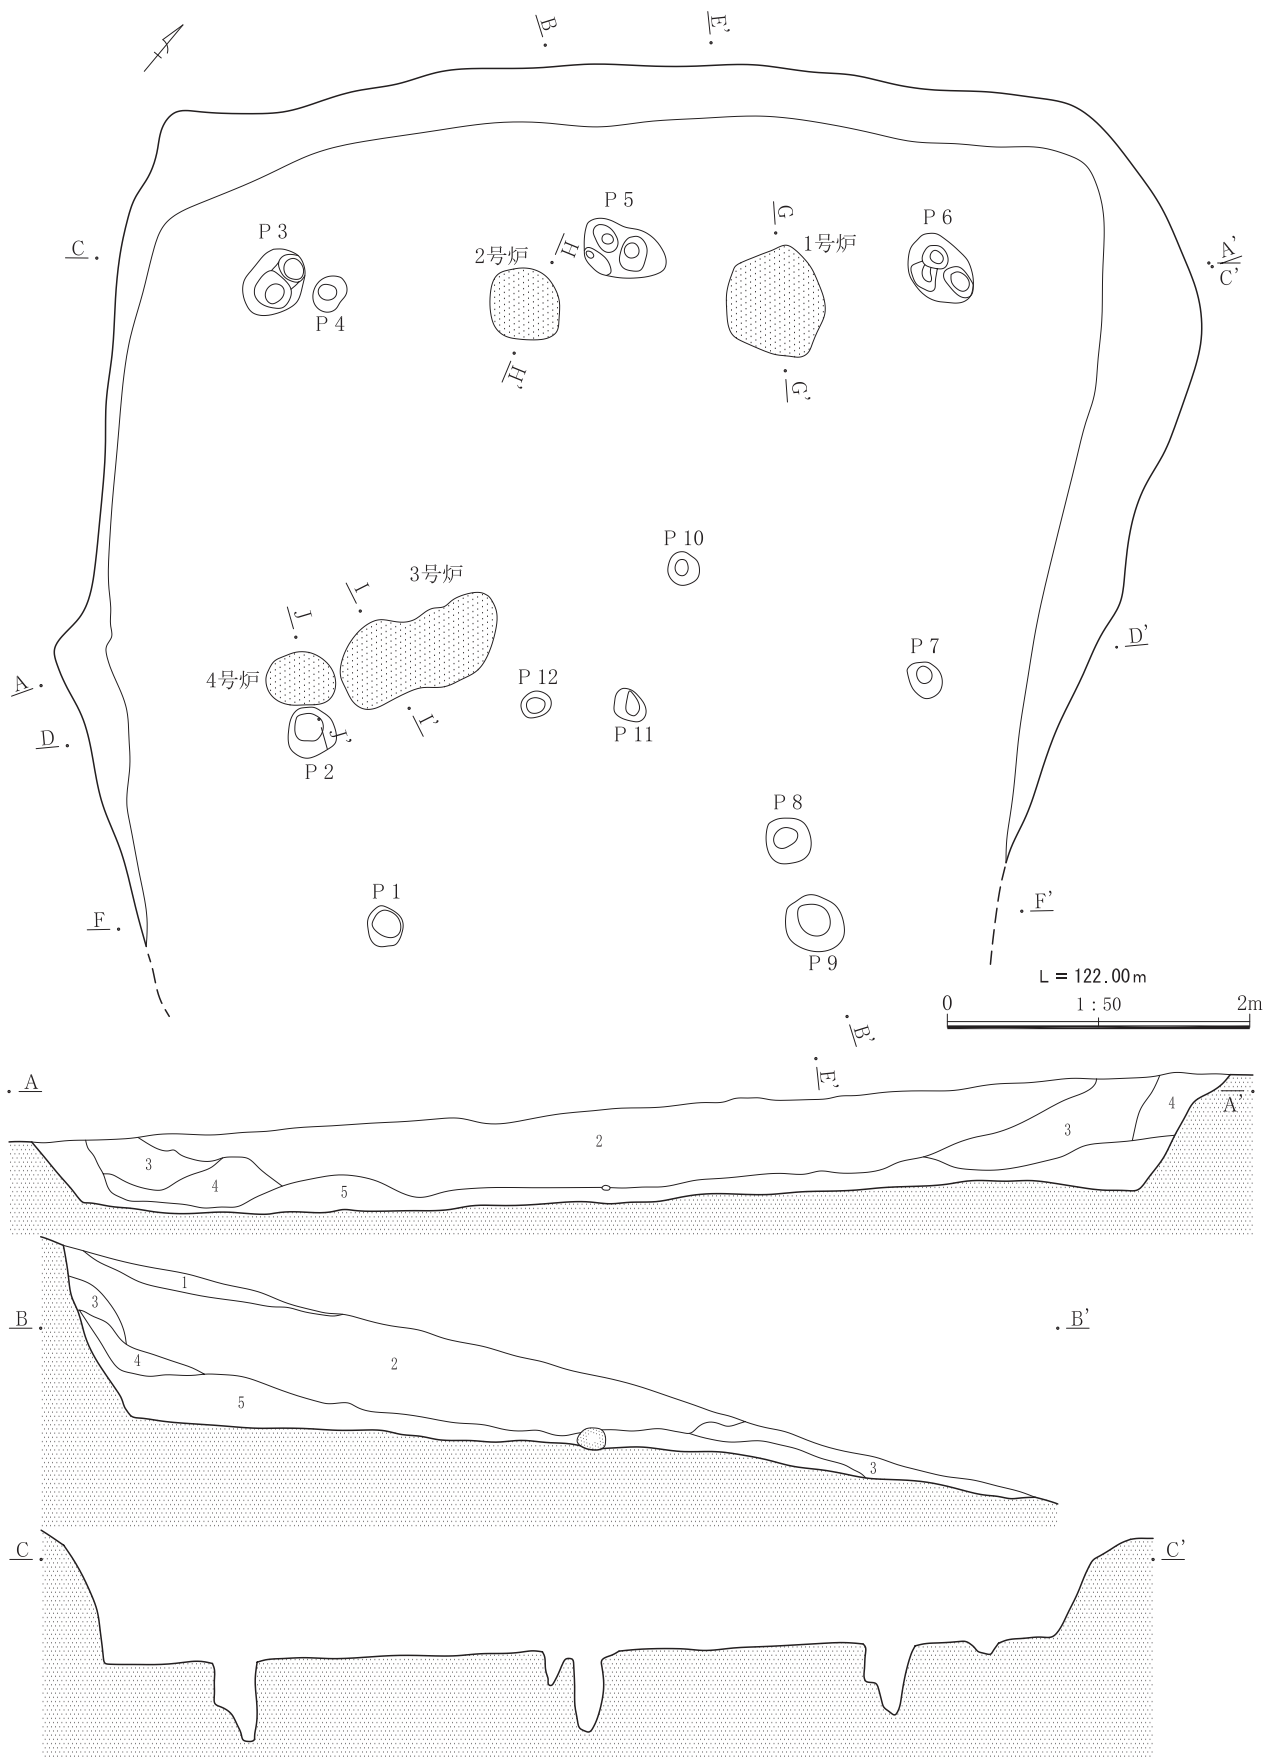 B
E'
P 5
G
P 6
P 3
C
2号炉
H
1号炉
A'
C'
P 4
H'
G'
P 10
3号炉
I
J
D'
P 7
A
4号炉
P 12
I'
P 11
D
J'
P 2
P 8
P 1
F
F'
P 9
L = 122.00m
0
1 : 50
2m
B'
E'
A
A'
4
2
3
3
4
5
1
3
B
B'
4
2
5
3
C
C'